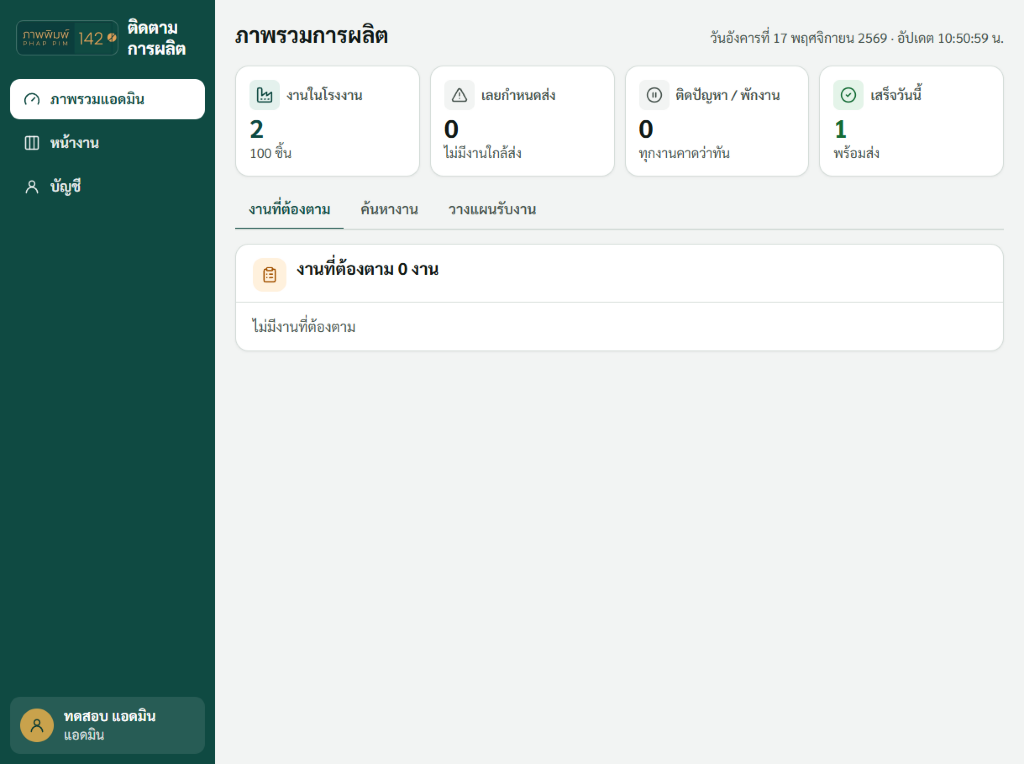 ภาพพิมพ์
PHAP PIM
142
ติดตาม
การผลิต
ภาพรวมแอดมิน
หน้างาน
บัญชี
ทดสอบ แอดมิน
แอดมิน
ภาพรวมการผลิต
วันอังคารที่ 17 พฤศจิกายน 2569 · อัปเดต 10:50:59 น.
งานในโรงงาน
2
100 ชิ้น
เลยกำหนดส่ง
0
ไม่มีงานใกล้ส่ง
ติดปัญหา / พักงาน
0
ทุกงานคาดว่าทัน
เสร็จวันนี้
1
พร้อมส่ง
งานที่ต้องตาม
ค้นหางาน
วางแผนรับงาน
งานที่ต้องตาม 0 งาน
ไม่มีงานที่ต้องตาม